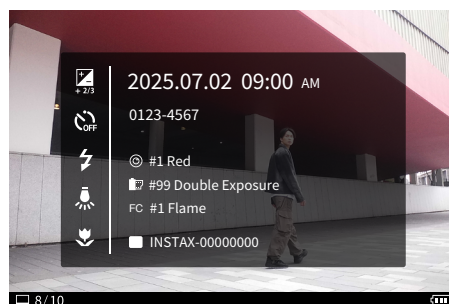 2025.07.02 09:00 AM
+ 2/3
0123-4567
OFF
#1 Red
#99 Double Exposure
FC #1 Flame
INSTAX-00000000
8/10